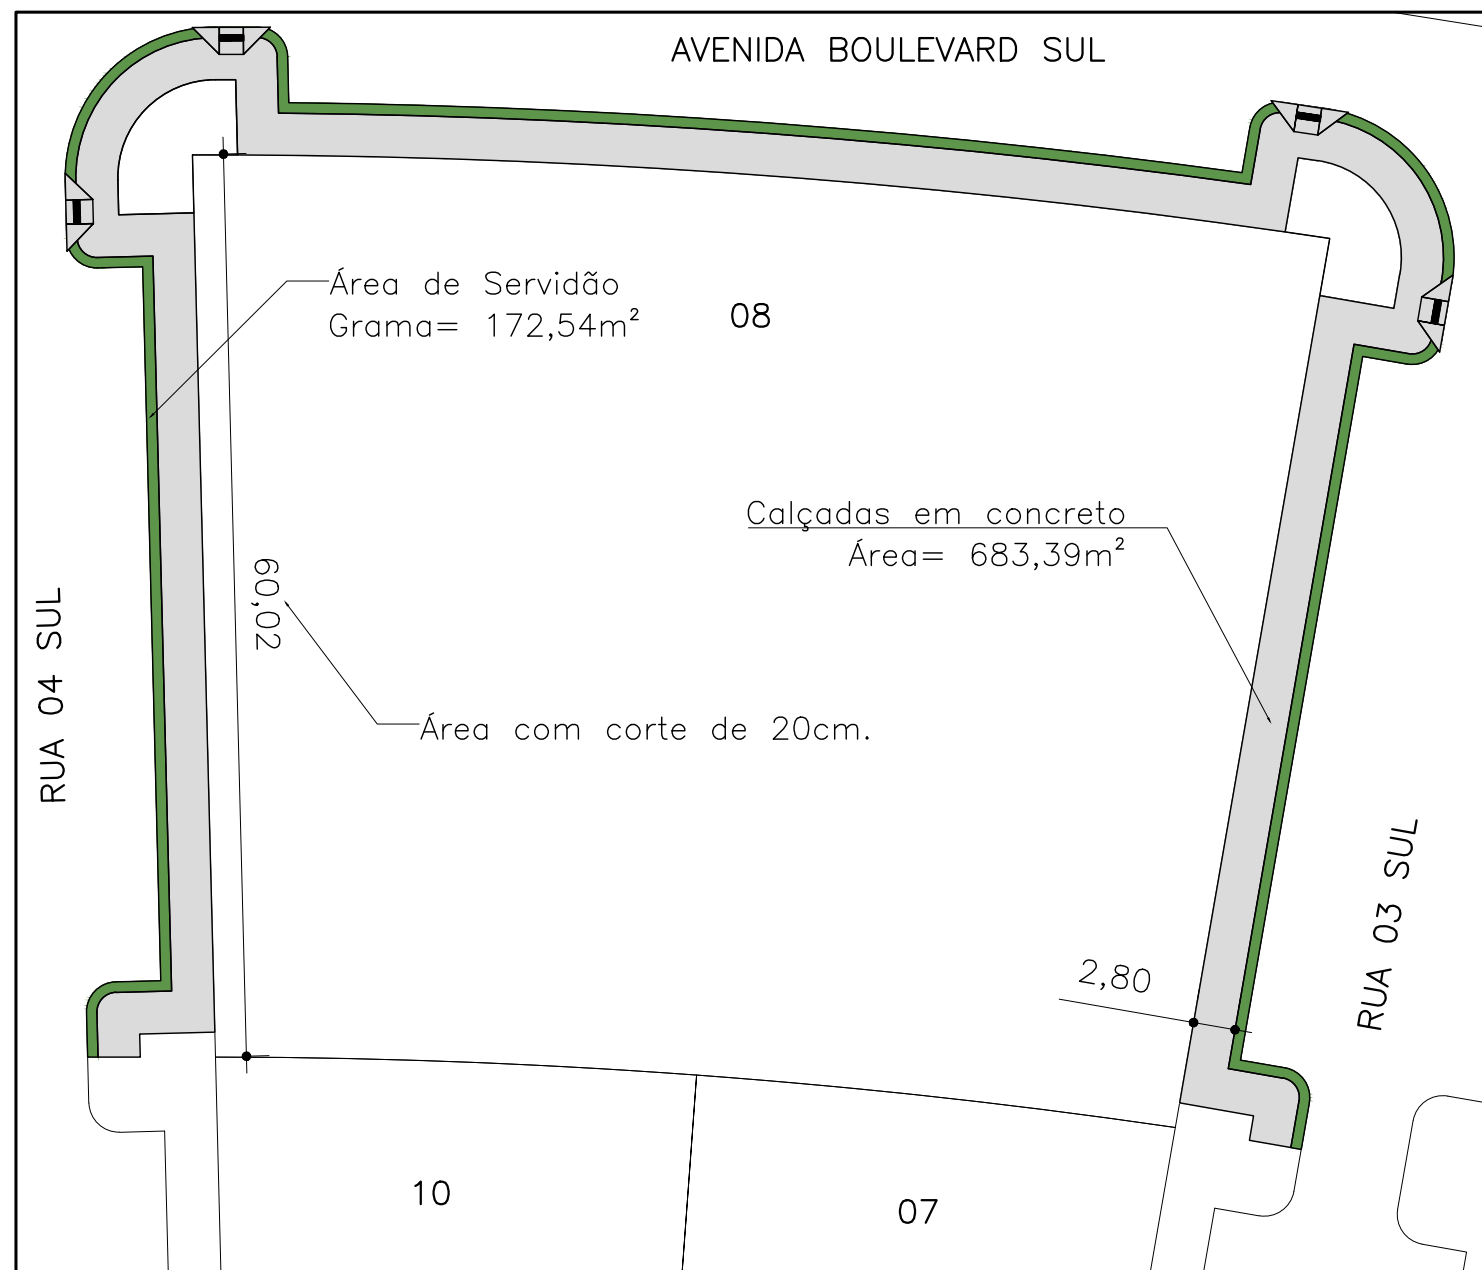 AVENIDA BOULEVARD SUL
Área de Servidão
Grama= 172,54m²
08
Calçadas em concreto
Área= 683,39m²
60,02
RUA 04 SUL
Área com corte de 20cm.
RUA 03 SUL
2,80
10
07